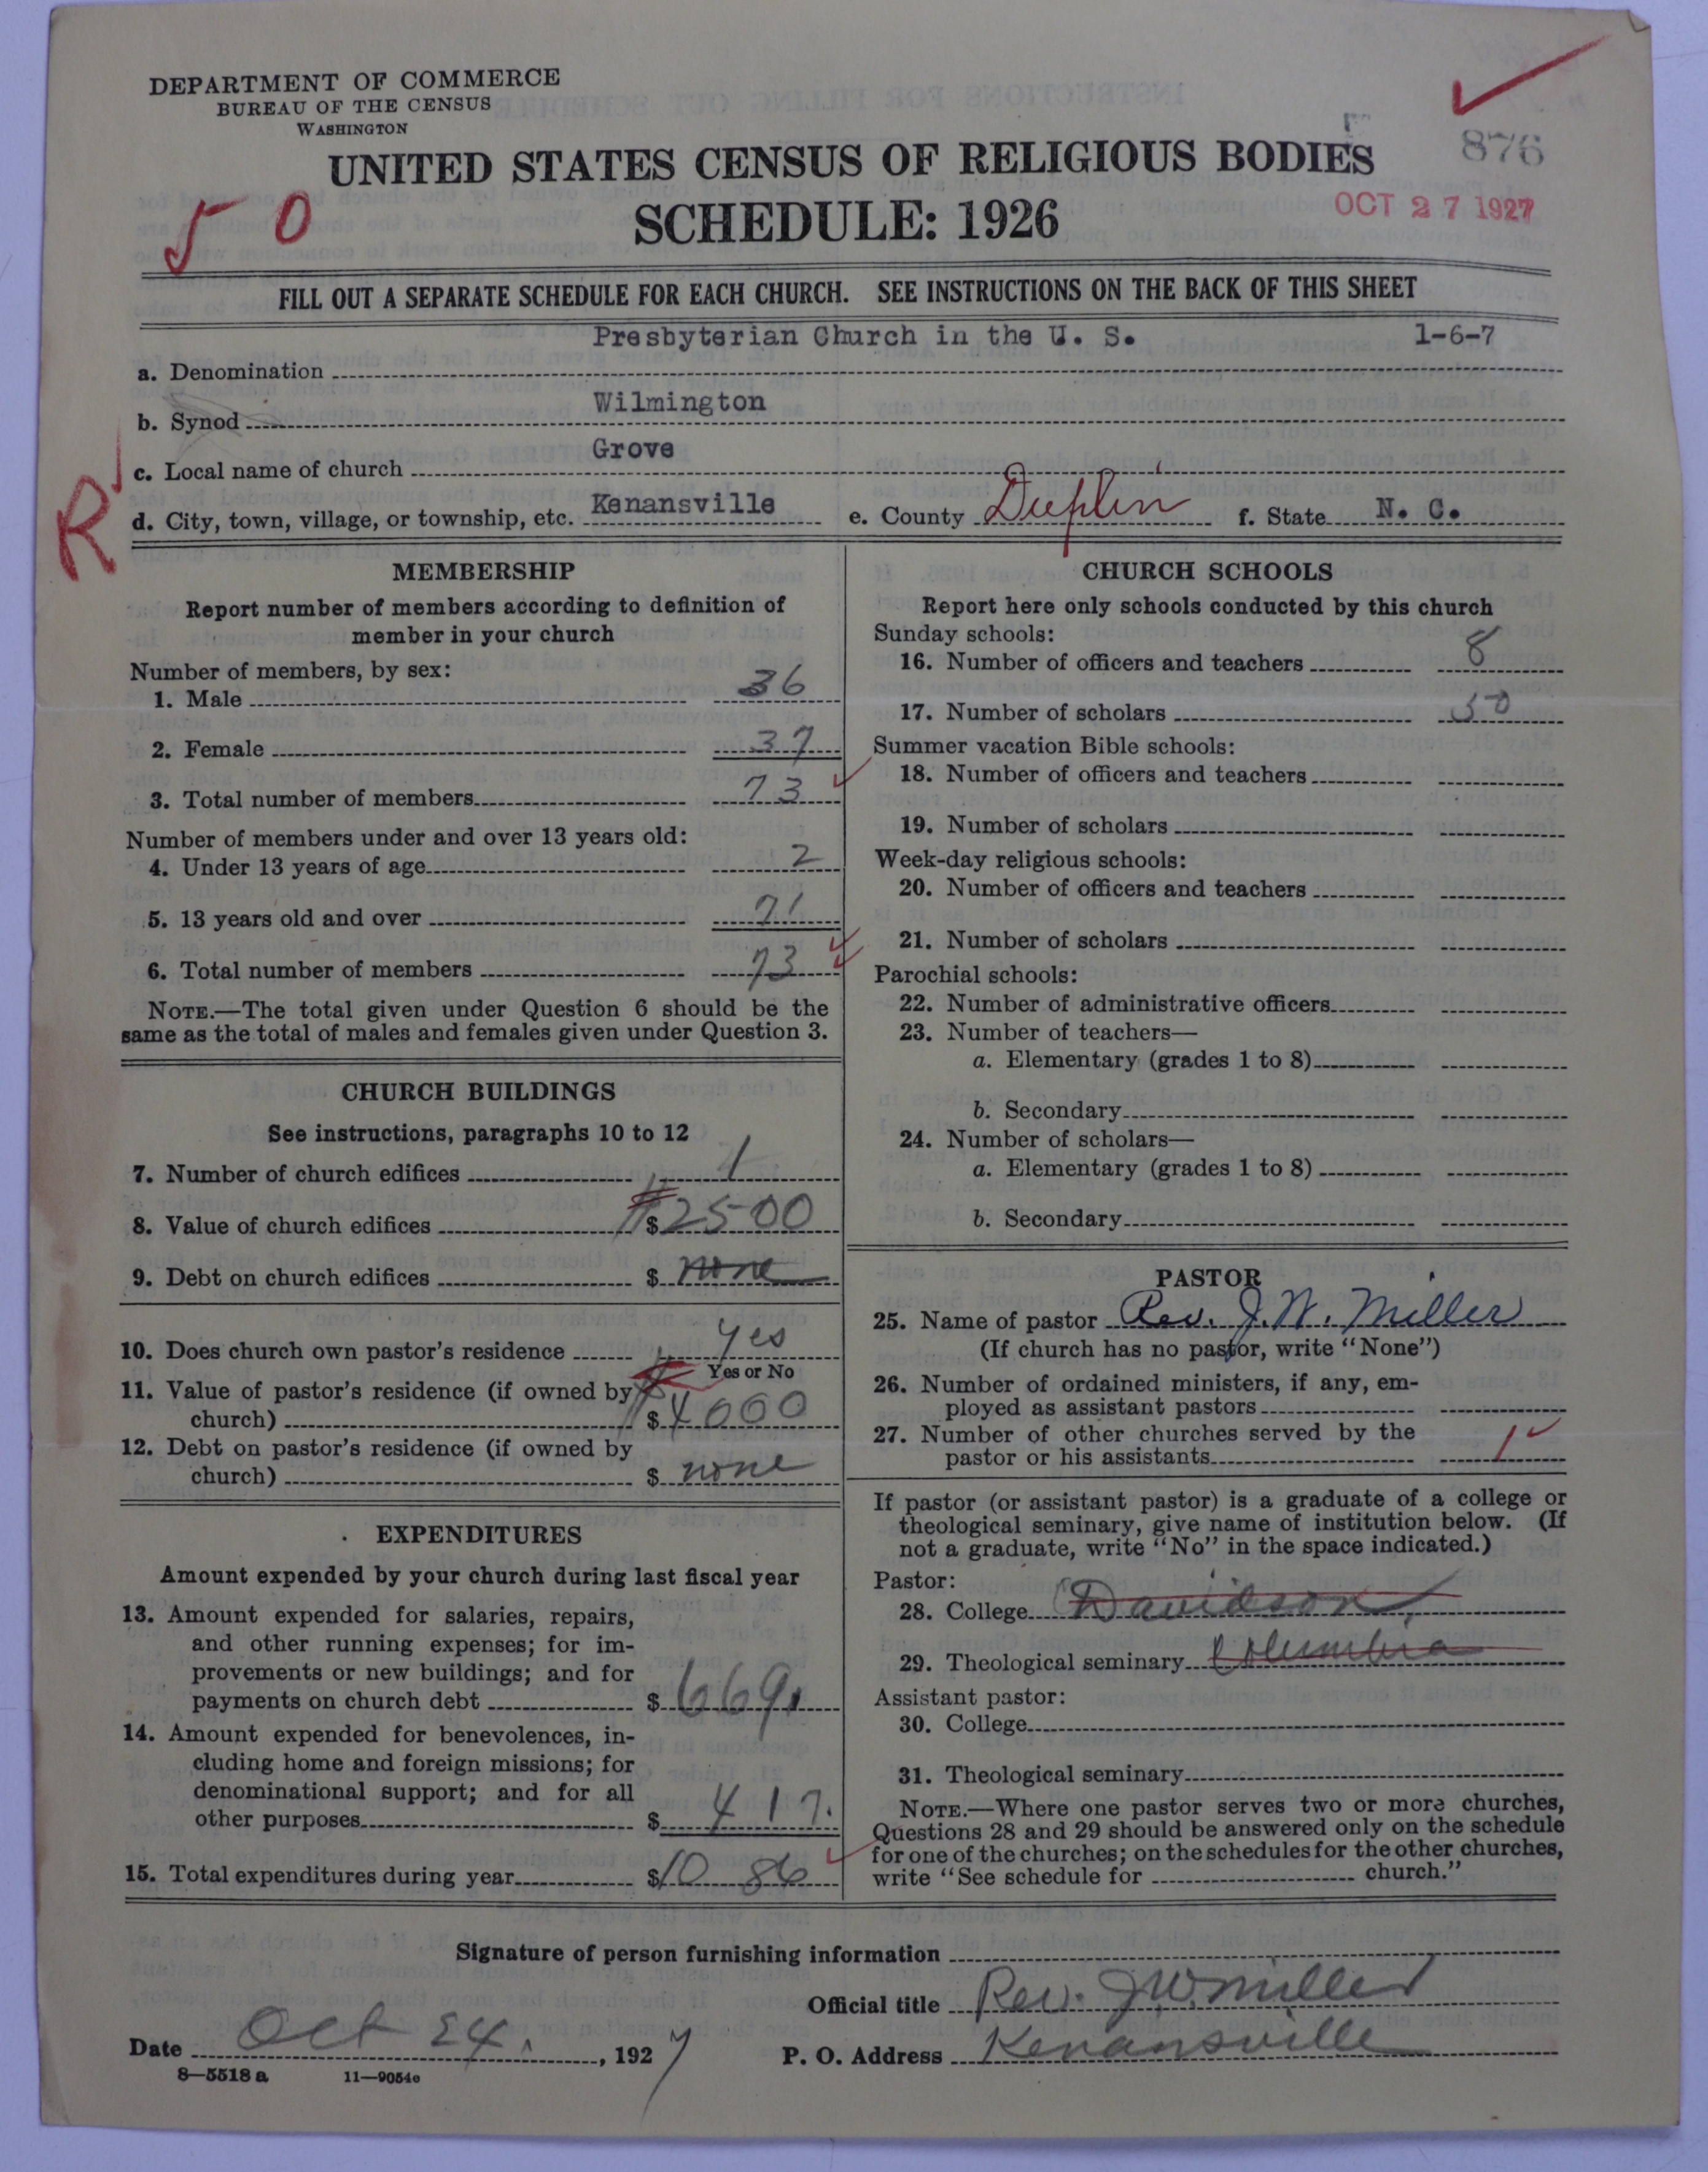 DEPARTMENT OF COMMERCE
BUREAU OF THE CENSUS
WASHINGTON
UNITED STATES CENSUS OF RELIGIOUS BODIES
876
SCHEDULE: 1926
OCT 27 1927
50
FILL OUT A SEPARATE SCHEDULE FOR EACH CHURCH. SEE INSTRUCTIONS ON THE BACK OF THIS SHEET
a. Denomination Presbyterian Church in the U. S. 1-6-7
b. Synod Wilmington
c. Local name of church Grove
R
d. City, town, village, or township, etc. Kenansville e. County Duplin f. State N. C.
MEMBERSHIP
Report number of members according to definition of
member in your church
Number of members, by sex:
1. Male 36
2. Female 37
3. Total number of members 73
Number of members under and over 13 years old:
4. Under 13 years of age 2
5. 13 years old and over 71
6. Total number of members 73
NOTE.—The total given under Question 6 should be the
same as the total of males and females given under Question 3.
CHURCH BUILDINGS
See instructions, paragraphs 10 to 12
7. Number of church edifices 1
8. Value of church edifices $2500
9. Debt on church edifices $ none
10. Does church own pastor's residence yes
Yes or No
11. Value of pastor's residence (if owned by
church) $4000
12. Debt on pastor's residence (if owned by
church) $ none
EXPENDITURES
Amount expended by your church during last fiscal year
13. Amount expended for salaries, repairs,
and other running expenses; for im-
provements or new buildings; and for
payments on church debt $669.
14. Amount expended for benevolences, in-
cluding home and foreign missions; for
denominational support; and for all
other purposes $ 417.
15. Total expenditures during year $1086
CHURCH SCHOOLS
Report here only schools conducted by this church
Sunday schools:
16. Number of officers and teachers 8
17. Number of scholars 50
Summer vacation Bible schools:
18. Number of officers and teachers
19. Number of scholars
Week-day religious schools:
20. Number of officers and teachers
21. Number of scholars
Parochial schools:
22. Number of administrative officers
23. Number of teachers—
a. Elementary (grades 1 to 8)
b. Secondary
24. Number of scholars—
a. Elementary (grades 1 to 8)
b. Secondary
PASTOR
25. Name of pastor Rev. J. W. Miller
(If church has no pastor, write "None")
26. Number of ordained ministers, if any, em-
ployed as assistant pastors
27. Number of other churches served by the
pastor or his assistants 1
If pastor (or assistant pastor) is a graduate of a college or
theological seminary, give name of institution below. (If
not a graduate, write "No" in the space indicated.)
Pastor:
28. College Davidson
29. Theological seminary Columbia
Assistant pastor:
30. College
31. Theological seminary
NOTE.—Where one pastor serves two or more churches,
Questions 28 and 29 should be answered only on the schedule
for one of the churches; on the schedules for the other churches,
write "See schedule for church."
Signature of person furnishing information
Official title Rev. J W. Miller
Date Oct 24, 1927 P. O. Address Kenansville
8—5518 a 11—9054e